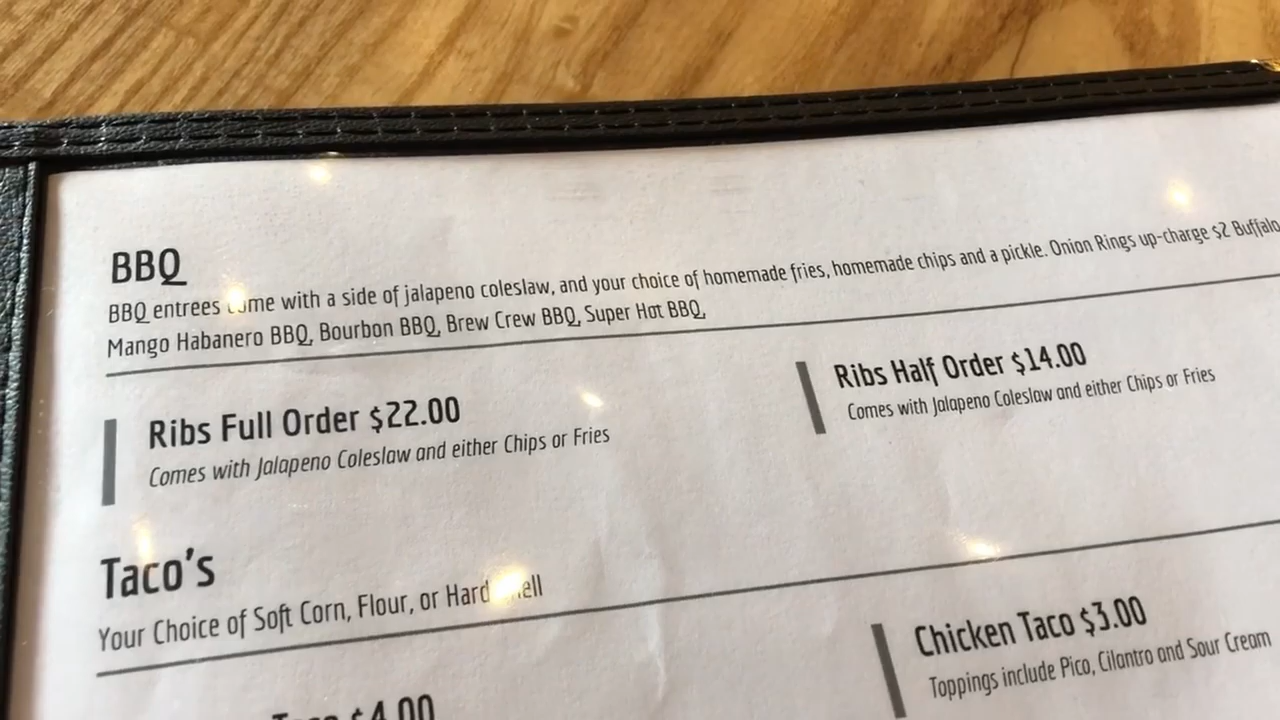 BBQ
BBQ entrees come with a side of jalapeno coleslaw, and your choice of homemade fries, homemade chips and a pickle. Onion Rings up-charge $2 Buffalo
Mango Habanero BBQ, Bourbon BBQ, Brew Crew BBQ, Super Hot BBQ,
Ribs Full Order $22.00
Comes with Jalapeno Coleslaw and either Chips or Fries
Ribs Half Order $14.00
Comes with Jalapeno Coleslaw and either Chips or Fries
Taco's
Your Choice of Soft Corn, Flour, or Hard Shell
Taco $4.00
Chicken Taco $3.00
Toppings include Pico, Cilantro and Sour Cream